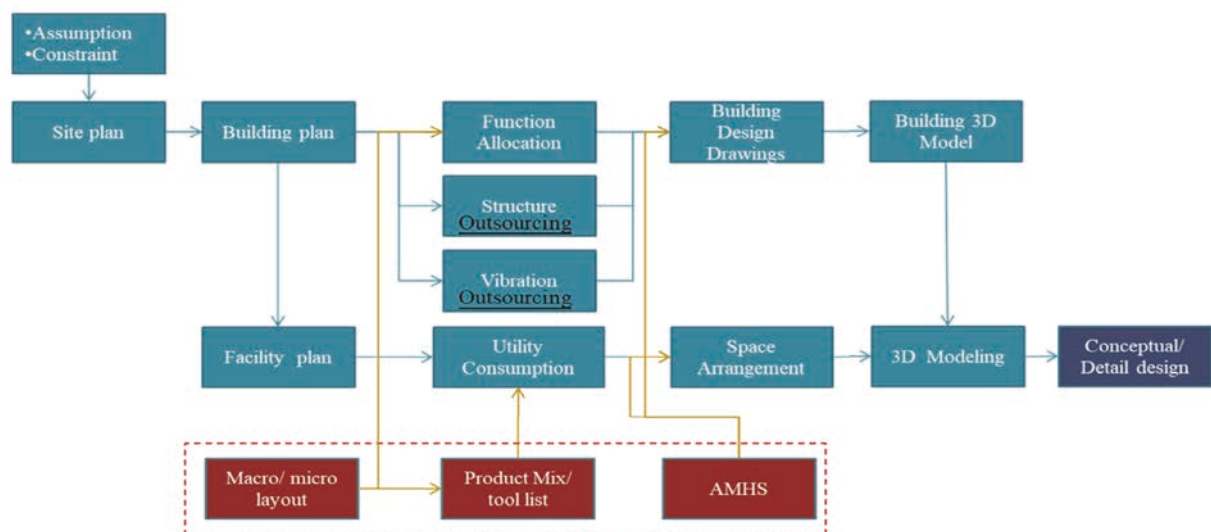 •Assumption
•Constraint
Site plan
Building plan
Function
Allocation
Building
Design
Drawings
Building 3D
Model
Structure
Outsourcing
Vibration
Outsourcing
Facility plan
Utility
Consumption
Space
Arrangement
3D Modeling
Conceptual/
Detail design
Macro/ micro
layout
Product Mix/
tool list
AMHS